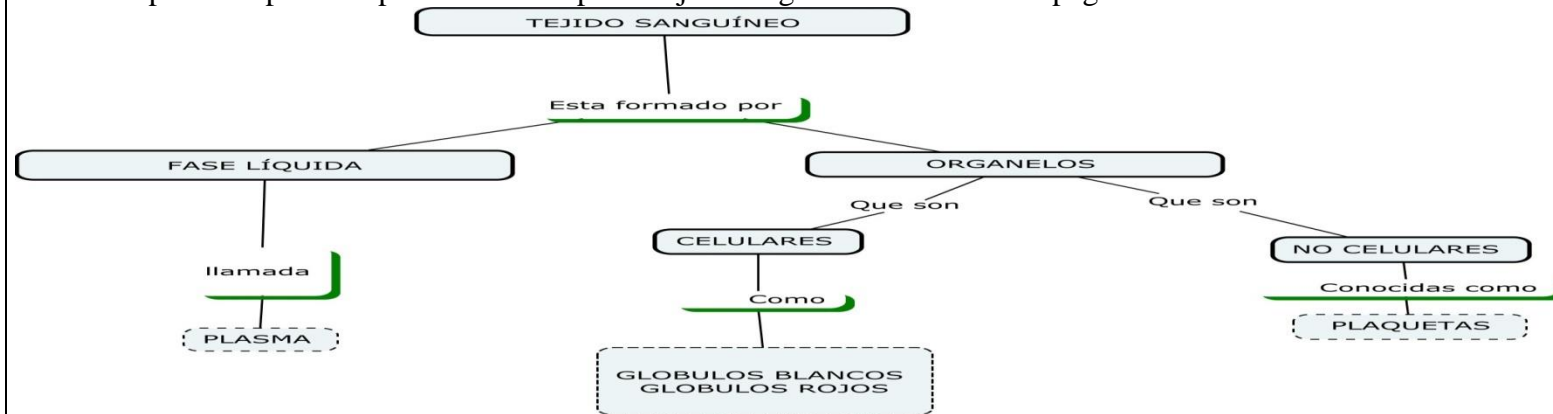 TEJIDO SANGUÍNEO
Esta formado por
FASE LÍQUIDA
ORGANELOS
Que son
Que son
CELULARES
NO CELULARES
llamada
Como
Conocidas como
PLASMA
PLAQUETAS
GLOBULOS BLANCOS
GLOBULOS ROJOS